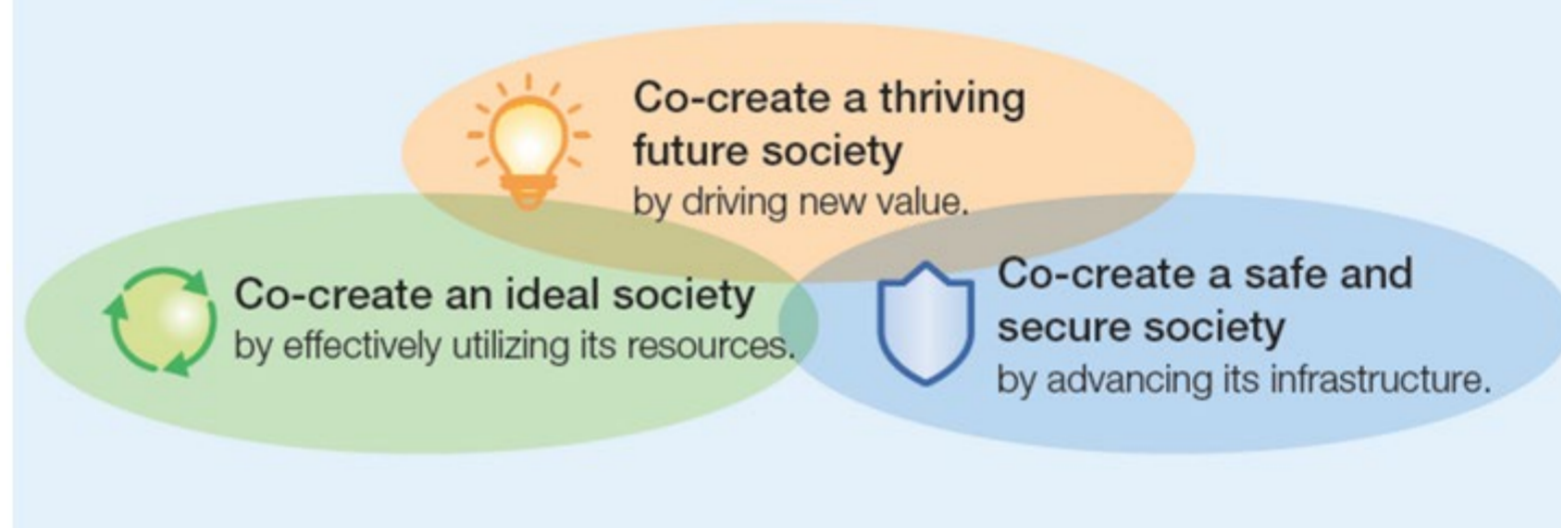 Co-create a thriving
future society
by driving new value.
Co-create an ideal society
by effectively utilizing its resources.
Co-create a safe and
secure society
by advancing its infrastructure.